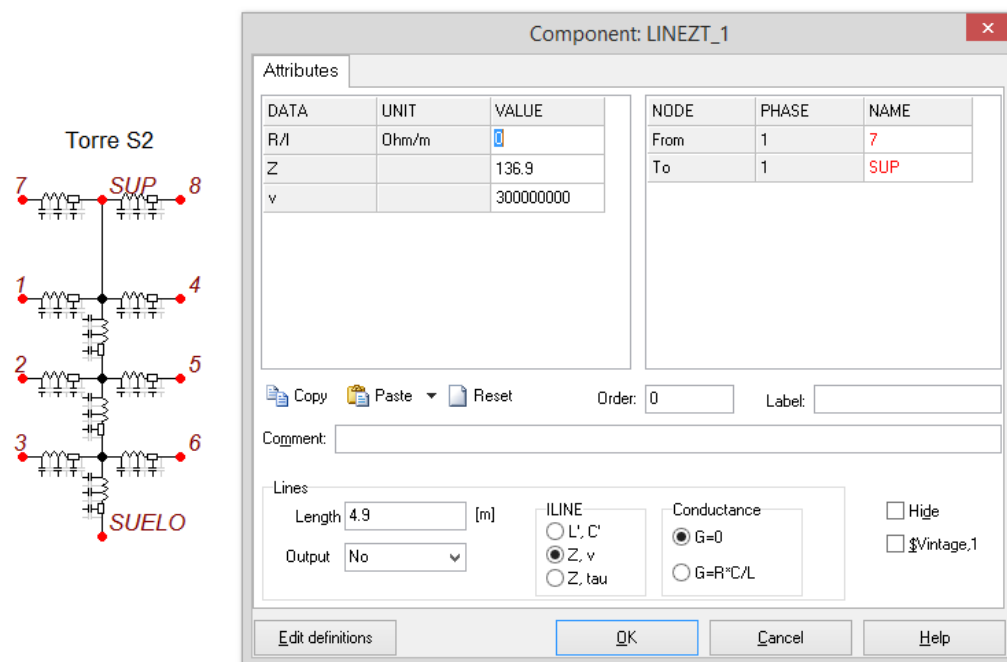 Torre S2
7 SUP 8
1 4
2 5
3 6
SUELO
Component: LINEZT_1
Attributes
DATA UNIT VALUE
R/l Ohm/m 0
Z 136.9
v 300000000
NODE PHASE NAME
From 1 7
To 1 SUP
Copy Paste Reset Order: 0 Label:
Comment:
Lines
Length 4.9 [m]
Output No
ILINE
L', C'
Z, v
Z, tau
Conductance
G=0
G=R*C/L
Hide
$Vintage,1
Edit definitions OK Cancel Help